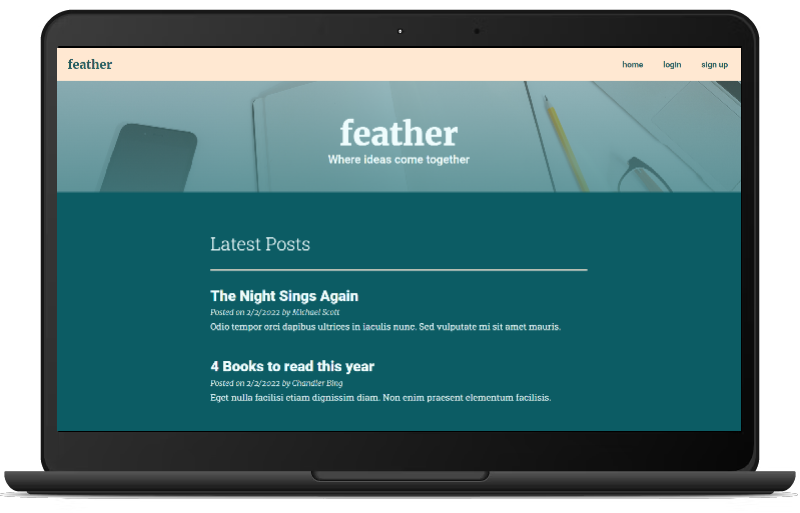 feather
home login sign up
feather
Where ideas come together
Latest Posts
The Night Sings Again
Posted on 2/2/2022 by Michael Scott
Odio tempor orci dapibus ultrices in iaculis nunc. Sed vulputate mi sit amet mauris.
4 Books to read this year
Posted on 2/2/2022 by Chandler Bing
Eget nulla facilisi etiam dignissim diam. Non enim praesent elementum facilisis.